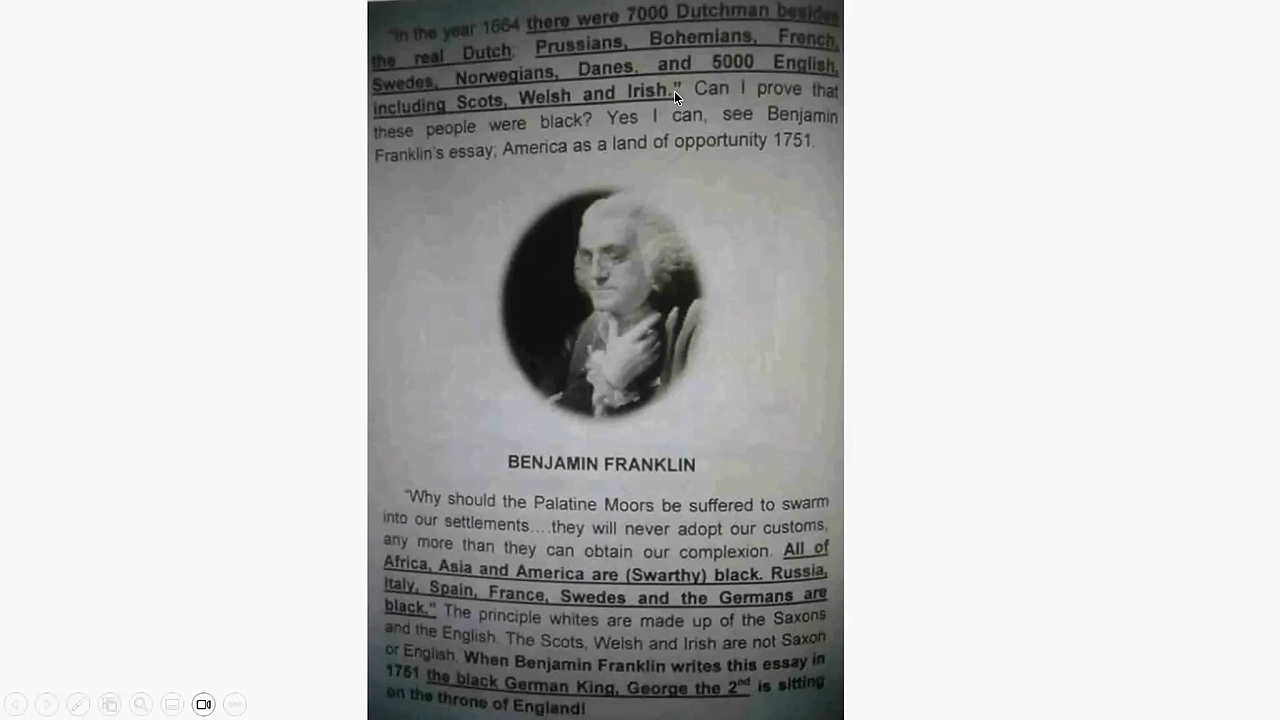 "In the year 1664 there were 7000 Dutchman besides
the real Dutch; Prussians, Bohemians, French,
Swedes, Norwegians, Danes, and 5000 English,
including Scots, Welsh and Irish." Can I prove that
these people were black? Yes I can, see Benjamin
Franklin's essay; America as a land of opportunity 1751.
BENJAMIN FRANKLIN
"Why should the Palatine Moors be suffered to swarm
into our settlements....they will never adopt our customs,
any more than they can obtain our complexion. All of
Africa, Asia and America are (Swarthy) black. Russia,
Italy, Spain, France, Swedes and the Germans are
black." The principle whites are made up of the Saxons
and the English. The Scots, Welsh and Irish are not Saxon
or English. When Benjamin Franklin writes this essay in
1751 the black German King, George the 2nd is sitting
on the throne of England!